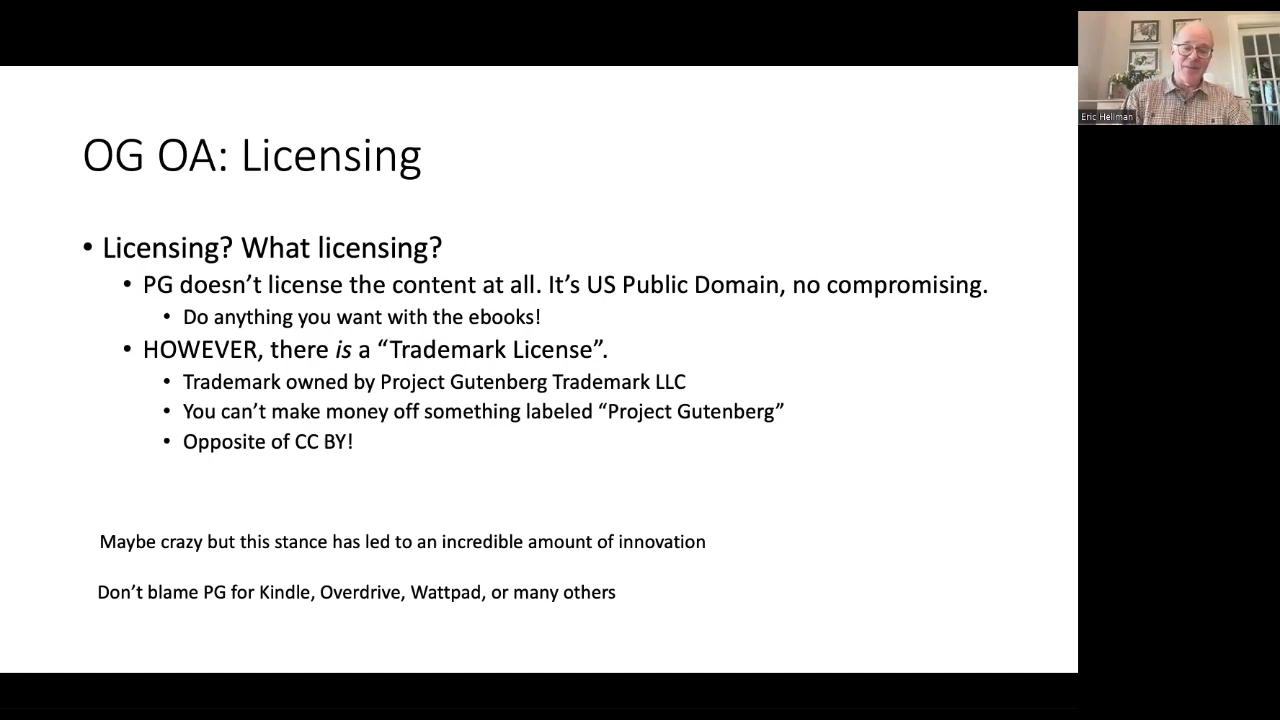 OG OA: Licensing
• Licensing? What licensing?
• PG doesn’t license the content at all. It’s US Public Domain, no compromising.
• Do anything you want with the ebooks!
• HOWEVER, there is a “Trademark License”.
• Trademark owned by Project Gutenberg Trademark LLC
• You can’t make money off something labeled “Project Gutenberg”
• Opposite of CC BY!
Maybe crazy but this stance has led to an incredible amount of innovation
Don’t blame PG for Kindle, Overdrive, Wattpad, or many others
Eric Hellman